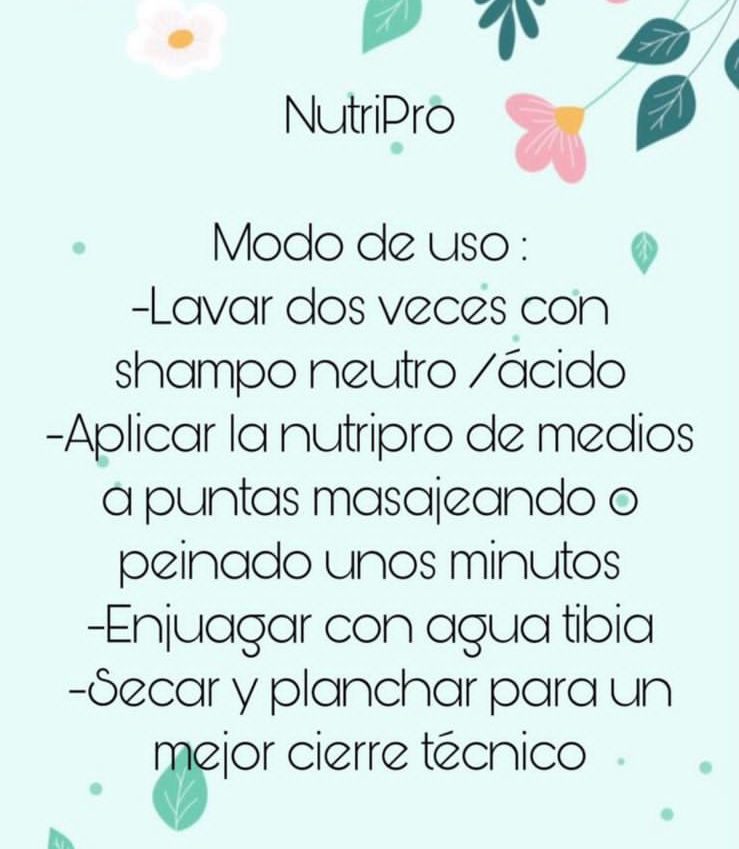 NutriPro
Modo de uso :
-Lavar dos veces con
shampo neutro /ácido
-Aplicar la nutripro de medios
a puntas masajeando o
peinado unos minutos
-Enjuagar con agua tibia
-Secar y planchar para un
mejor cierre técnico